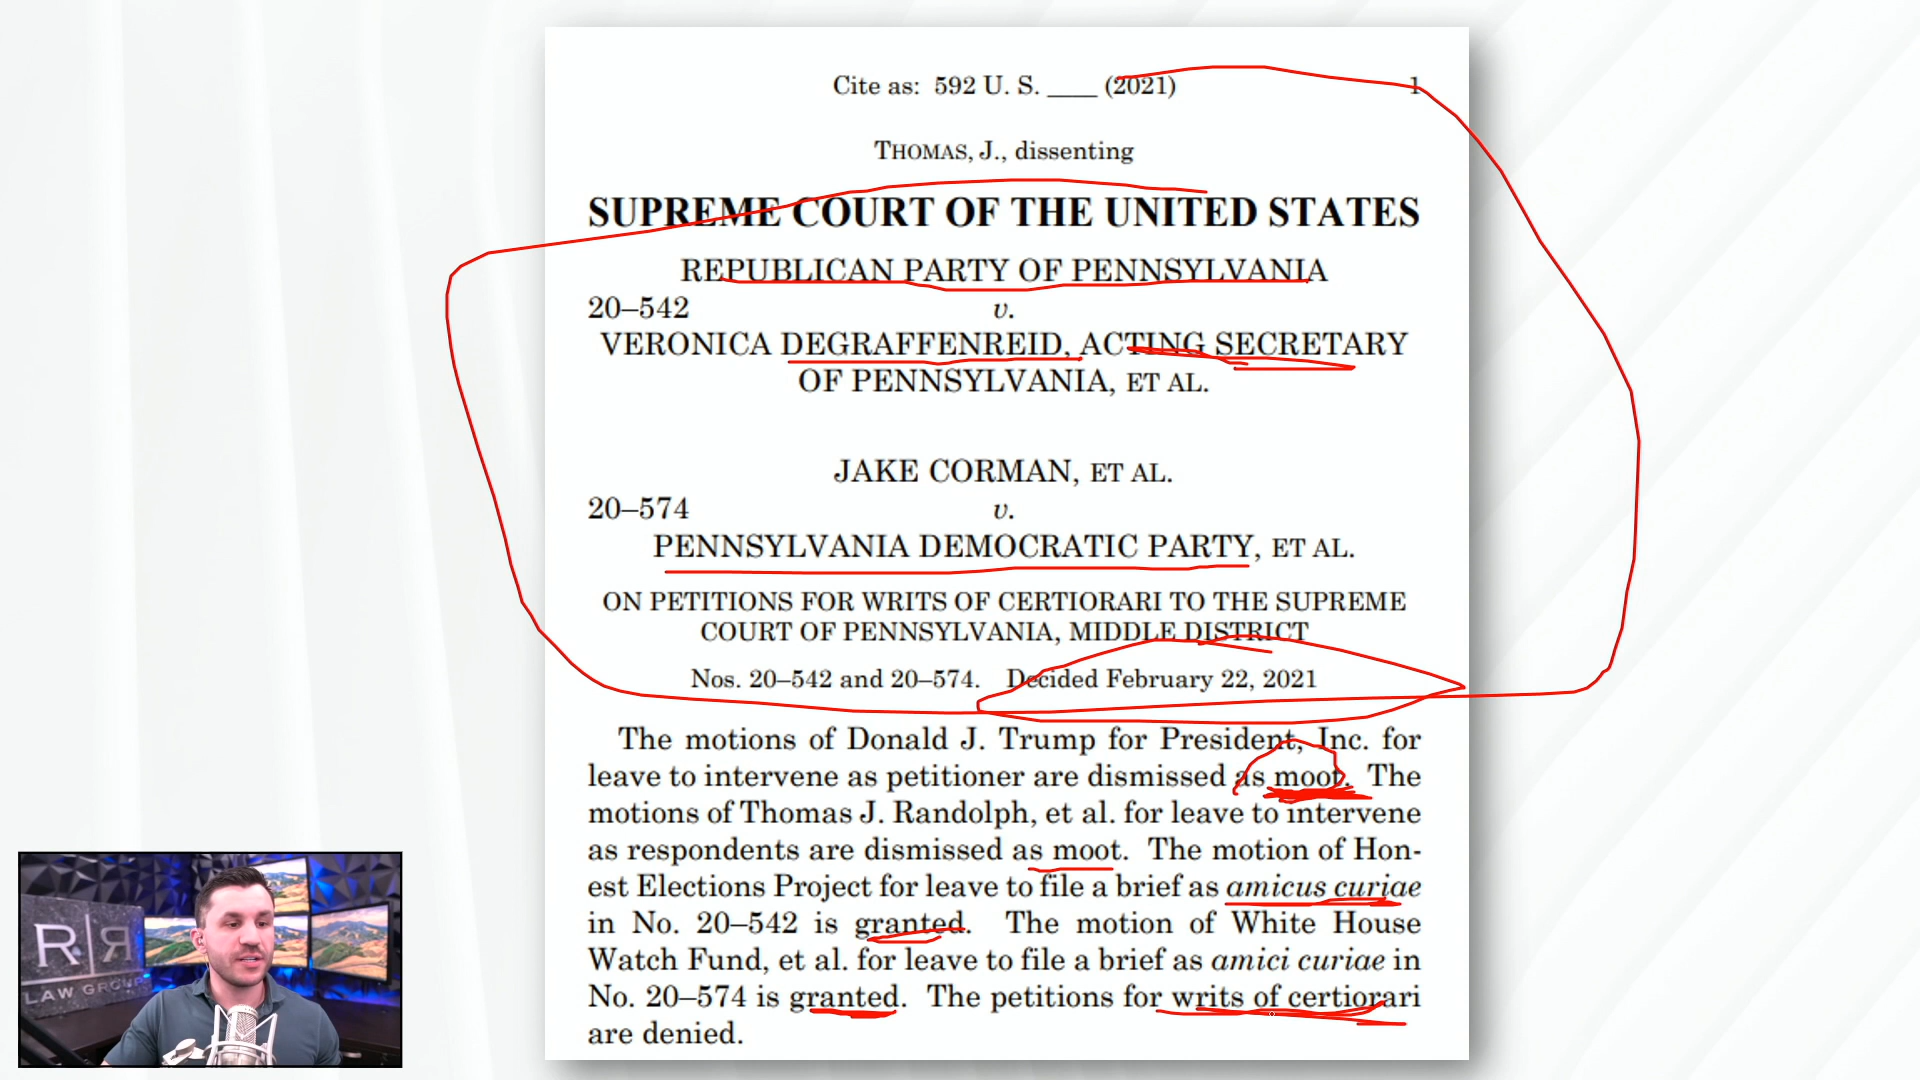 Cite as: 592 U. S. ____ (2021) 1
THOMAS, J., dissenting
SUPREME COURT OF THE UNITED STATES
REPUBLICAN PARTY OF PENNSYLVANIA
20–542 v.
VERONICA DEGRAFFENREID, ACTING SECRETARY
OF PENNSYLVANIA, ET AL.
JAKE CORMAN, ET AL.
20–574 v.
PENNSYLVANIA DEMOCRATIC PARTY, ET AL.
ON PETITIONS FOR WRITS OF CERTIORARI TO THE SUPREME
COURT OF PENNSYLVANIA, MIDDLE DISTRICT
Nos. 20–542 and 20–574. Decided February 22, 2021
The motions of Donald J. Trump for President, Inc. for
leave to intervene as petitioner are dismissed as moot. The
motions of Thomas J. Randolph, et al. for leave to intervene
as respondents are dismissed as moot. The motion of Hon-
est Elections Project for leave to file a brief as amicus curiae
in No. 20–542 is granted. The motion of White House
Watch Fund, et al. for leave to file a brief as amici curiae in
No. 20–574 is granted. The petitions for writs of certiorari
are denied.
R|R
LAW GROUP